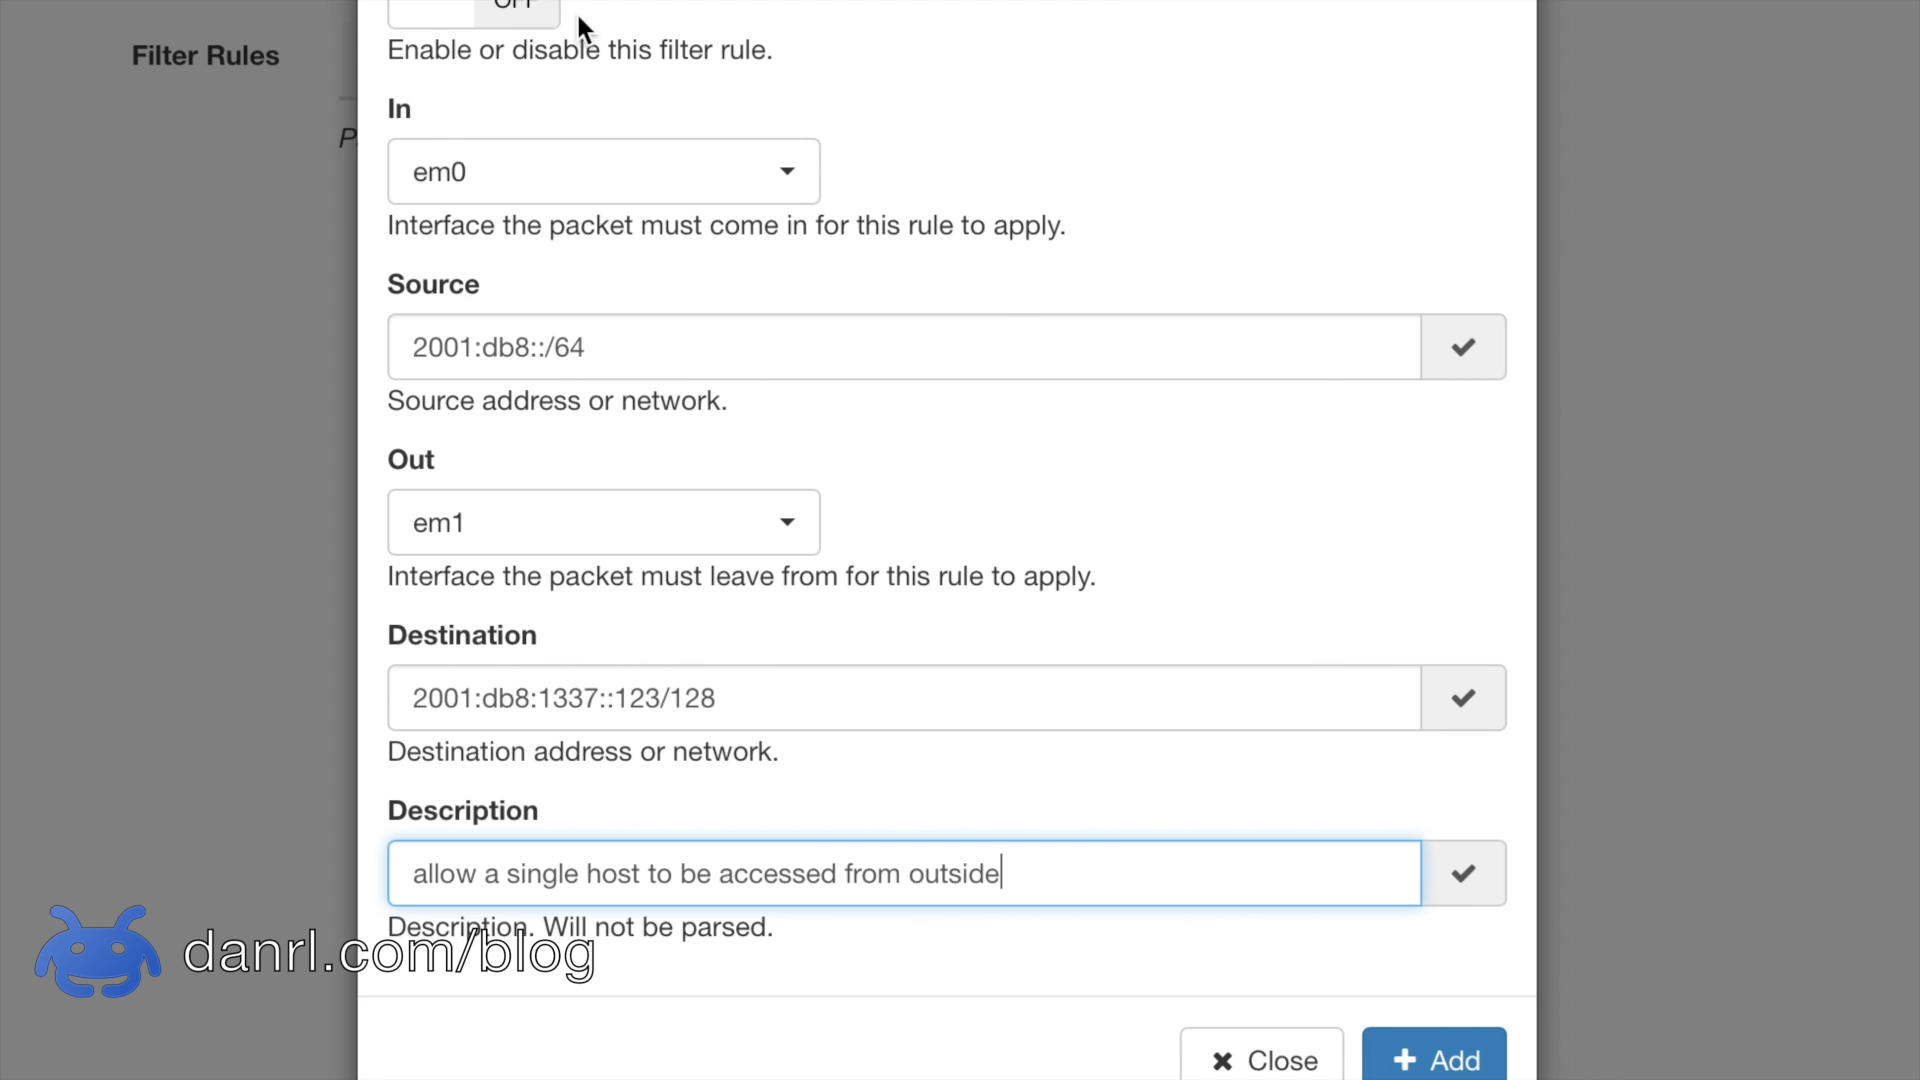 OFF
Filter Rules
Enable or disable this filter rule.
In
em0
Interface the packet must come in for this rule to apply.
Source
2001:db8::/64
Source address or network.
Out
em1
Interface the packet must leave from for this rule to apply.
Destination
2001:db8:1337::123/128
Destination address or network.
Description
allow a single host to be accessed from outside
Description. Will not be parsed.
danrl.com/blog
Close
Add